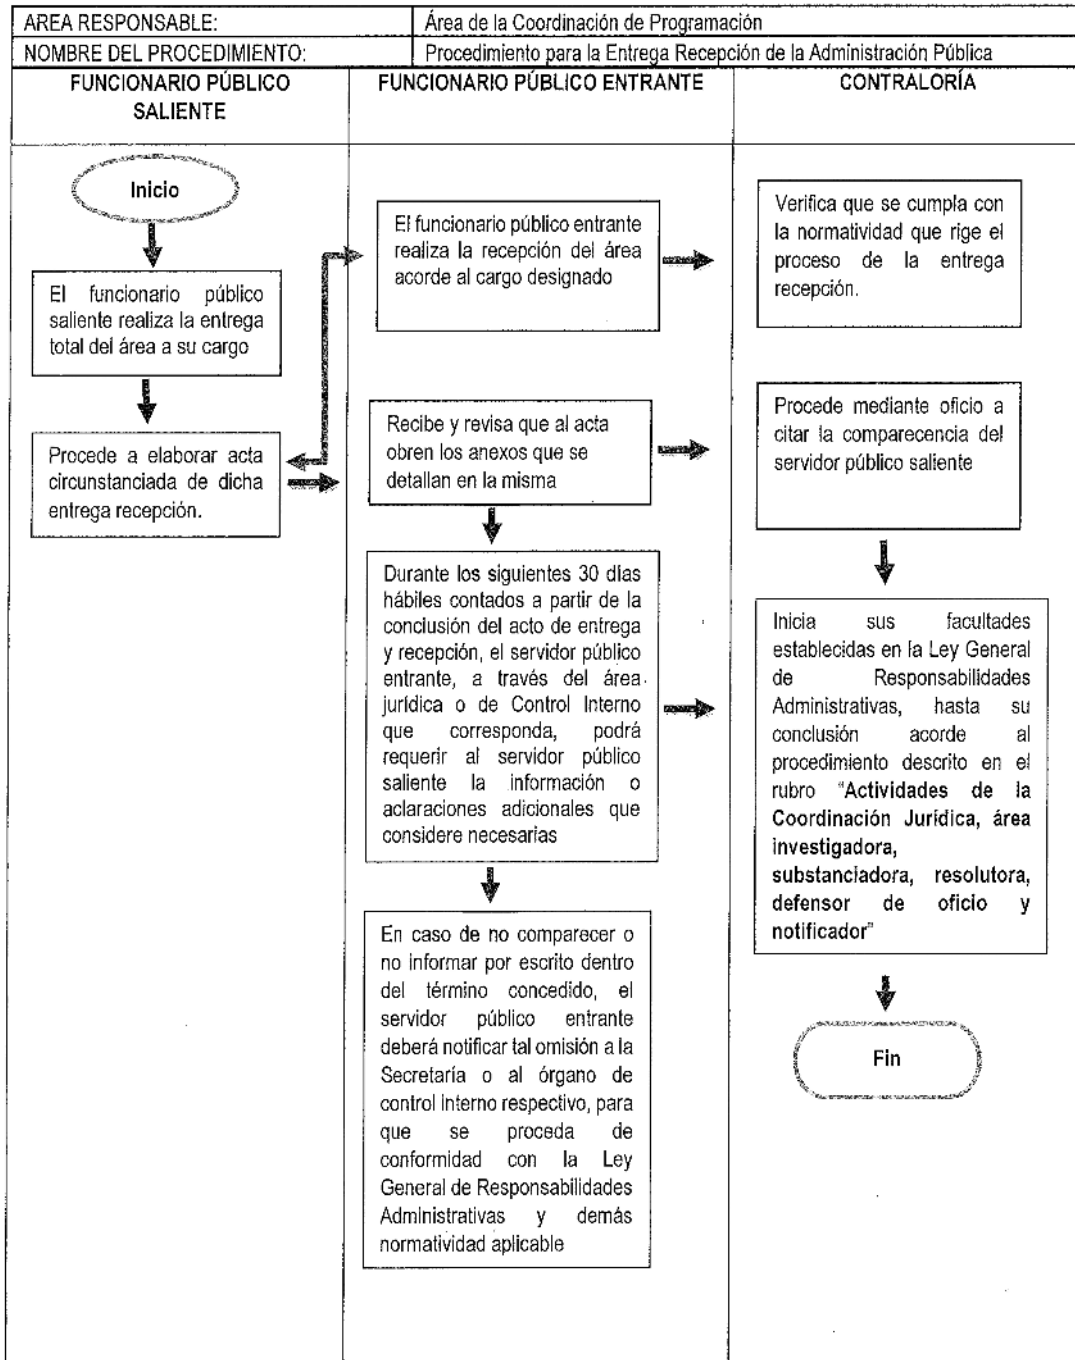 AREA RESPONSABLE: Área de la Coordinación de Programación
NOMBRE DEL PROCEDIMIENTO: Procedimiento para la Entrega Recepción de la Administración Pública
FUNCIONARIO PÚBLICO
SALIENTE
FUNCIONARIO PÚBLICO ENTRANTE
CONTRALORÍA
Inicio
El funcionario público
saliente realiza la entrega
total del área a su cargo
Procede a elaborar acta
circunstanciada de dicha
entrega recepción.
El funcionario público entrante
realiza la recepción del área
acorde al cargo designado
Recibe y revisa que al acta
obren los anexos que se
detallan en la misma
Durante los siguientes 30 días
hábiles contados a partir de la
conclusión del acto de entrega
y recepción, el servidor público
entrante, a través del área
jurídica o de Control Interno
que corresponda, podrá
requerir al servidor público
saliente la información o
aclaraciones adicionales que
considere necesarias
En caso de no comparecer o
no informar por escrito dentro
del término concedido, el
servidor público entrante
deberá notificar tal omisión a la
Secretaría o al órgano de
control interno respectivo, para
que se proceda de
conformidad con la Ley
General de Responsabilidades
Administrativas y demás
normatividad aplicable
Verifica que se cumpla con
la normatividad que rige el
proceso de la entrega
recepción.
Procede mediante oficio a
citar la comparecencia del
servidor público saliente
Inicia sus facultades
establecidas en la Ley General
de Responsabilidades
Administrativas, hasta su
conclusión acorde al
procedimiento descrito en el
rubro "Actividades de la
Coordinación Jurídica, área
investigadora,
substanciadora, resolutora,
defensor de oficio y
notificador"
Fin